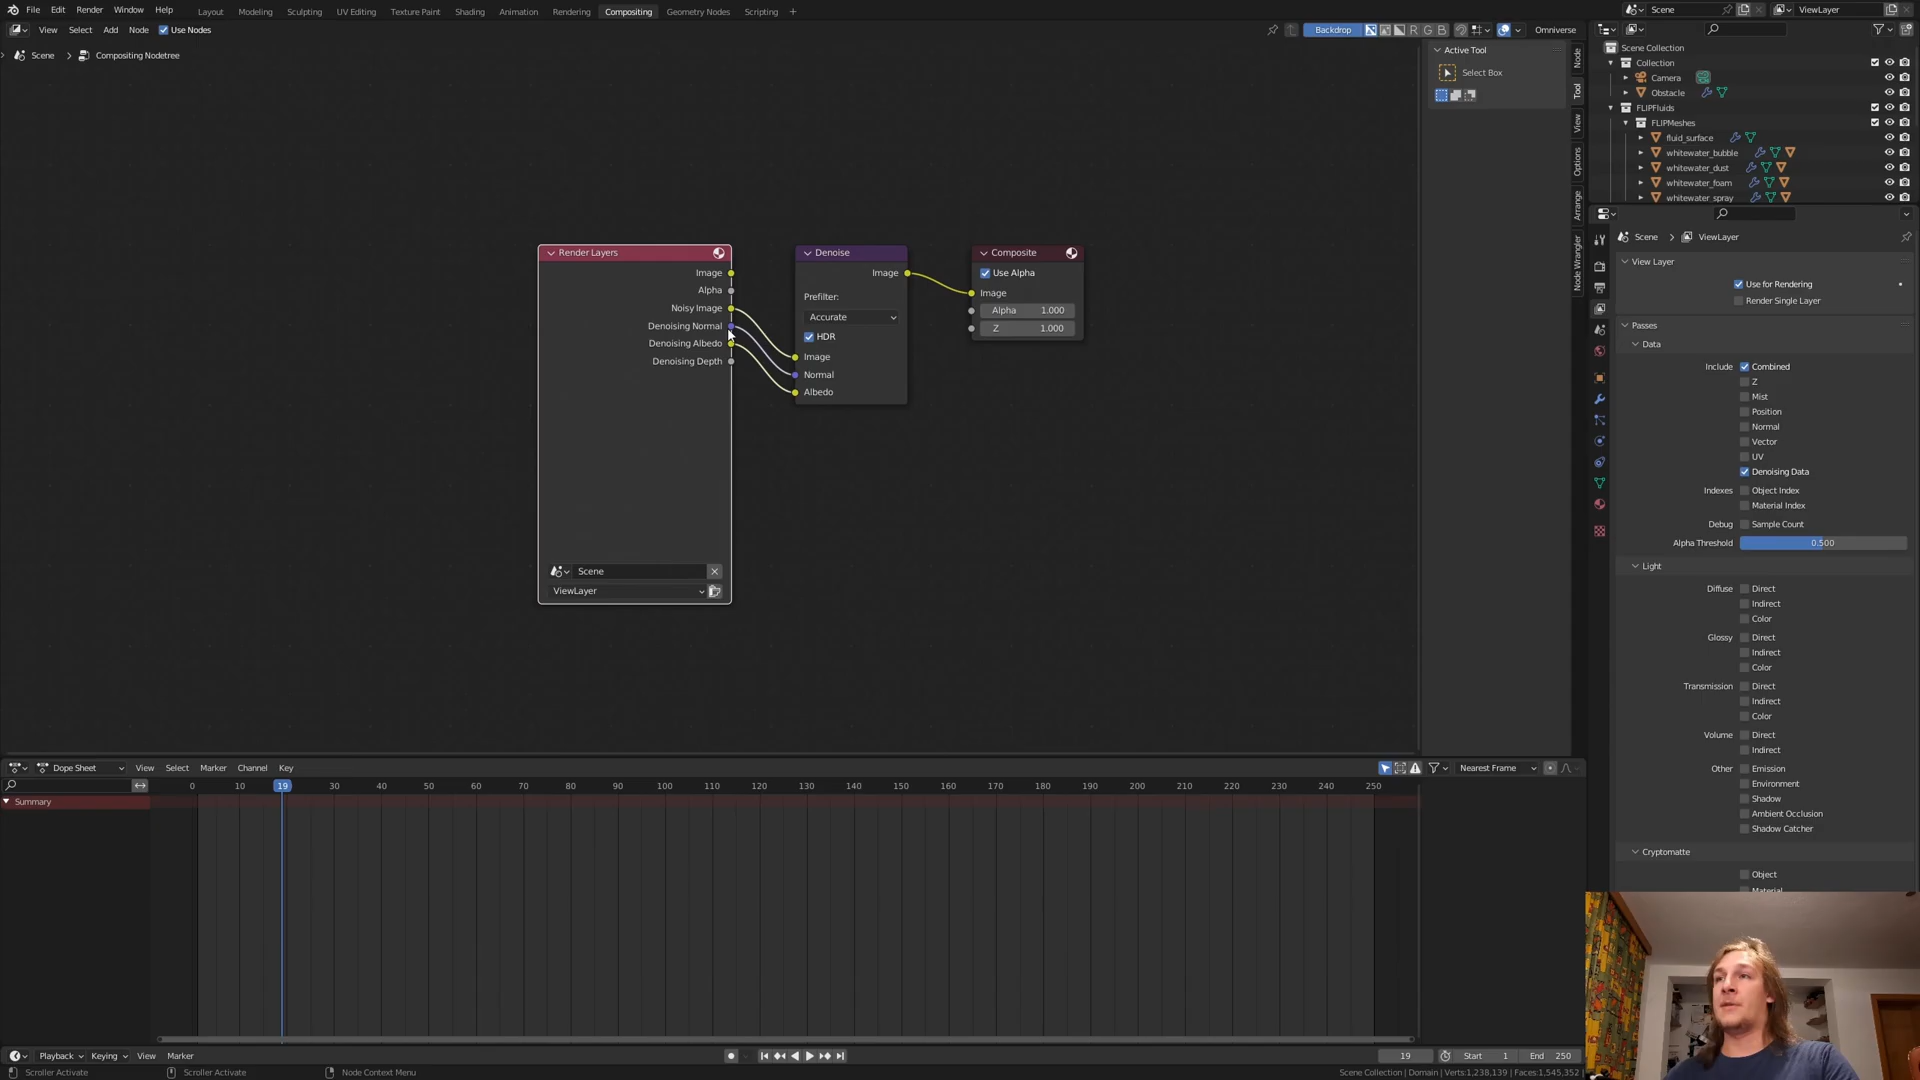 File Edit Render Window Help Layout Modeling Sculpting UV Editing Texture Paint Shading Animation Rendering Compositing Geometry Nodes Scripting + Scene ViewLayer
View Select Add Node Use Nodes Backdrop R G B Omniverse
Scene > Compositing Nodetree
Active Tool
Select Box
Node
Tool
View
Options
Arrange
Node Wrangler
Scene Collection
Collection
Camera
Obstacle
FLIPFluids
FLIPMeshes
fluid_surface
whitewater_bubble
whitewater_dust
whitewater_foam
whitewater_spray
Render Layers
Image
Alpha
Noisy Image
Denoising Normal
Denoising Albedo
Denoising Depth
Scene
ViewLayer
Denoise
Image
Prefilter:
Accurate
HDR
Image
Normal
Albedo
Composite
Use Alpha
Image
Alpha 1.000
Z 1.000
Scene > ViewLayer
View Layer
Use for Rendering
Render Single Layer
Passes
Data
Include Combined
Z
Mist
Position
Normal
Vector
UV
Denoising Data
Indexes Object Index
Material Index
Debug Sample Count
Alpha Threshold 0.500
Light
Diffuse Direct
Indirect
Color
Glossy Direct
Indirect
Color
Transmission Direct
Indirect
Color
Volume Direct
Indirect
Other Emission
Environment
Shadow
Ambient Occlusion
Shadow Catcher
Cryptomatte
Object
Material
Dope Sheet View Select Marker Channel Key Nearest Frame
0 10 19 30 40 50 60 70 80 90 100 110 120 130 140 150 160 170 180 190 200 210 220 230 240 250
Summary
Playback Keying View Marker 19 Start 1 End 250
Scroller Activate Scroller Activate Node Context Menu Scene Collection | Domain | Verts:1,238,139 | Faces:1,545,352